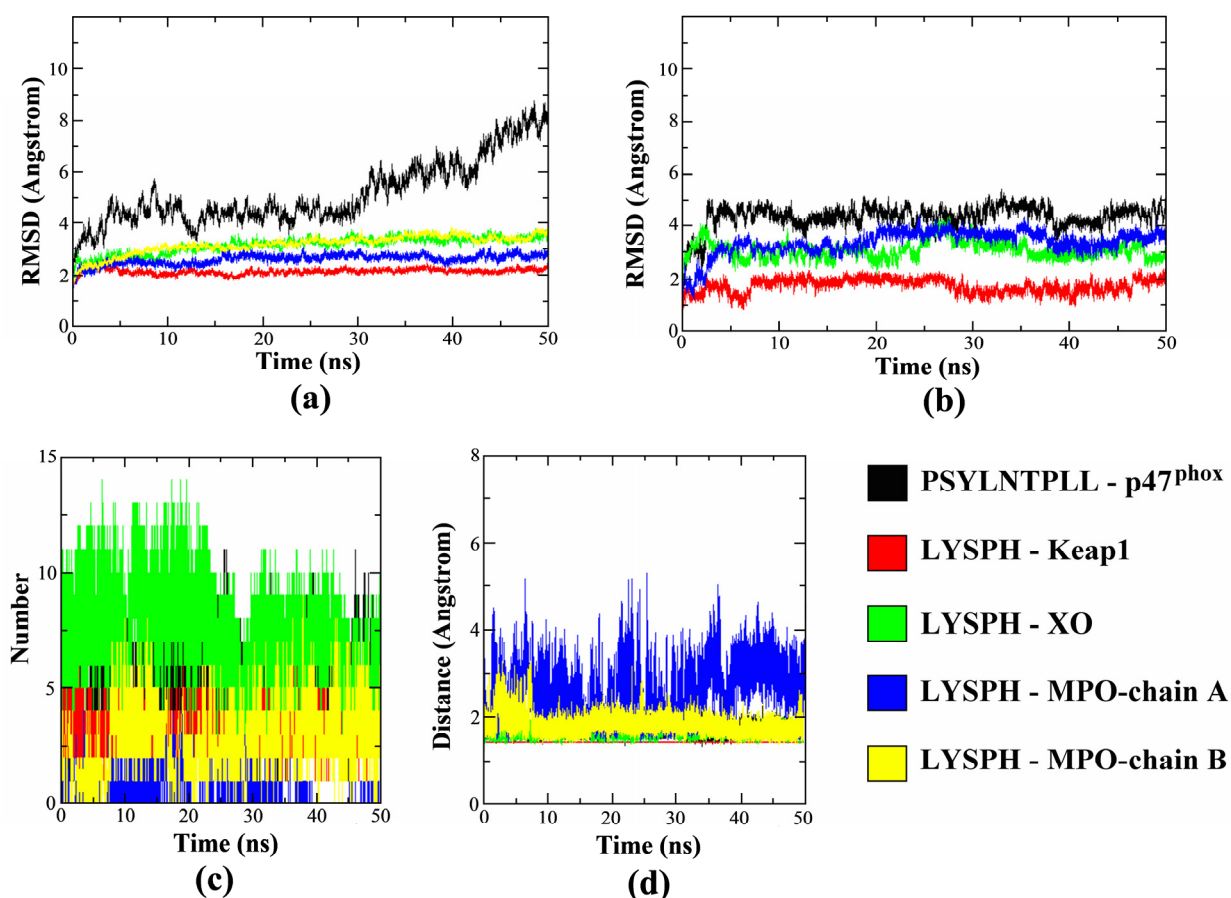 RMSD (Angstrom)
10
8
6
4
2
0
0 10 20 30 40 50
Time (ns)
(a)
RMSD (Angstrom)
10
8
6
4
2
0
0 10 20 30 40 50
Time (ns)
(b)
Number
15
10
5
0
0 10 20 30 40 50
Time (ns)
(c)
Distance (Angstrom)
8
6
4
2
0
0 10 20 30 40 50
Time (ns)
(d)
PSYLNTPLL - p47phox
LYSPH - Keap1
LYSPH - XO
LYSPH - MPO-chain A
LYSPH - MPO-chain B